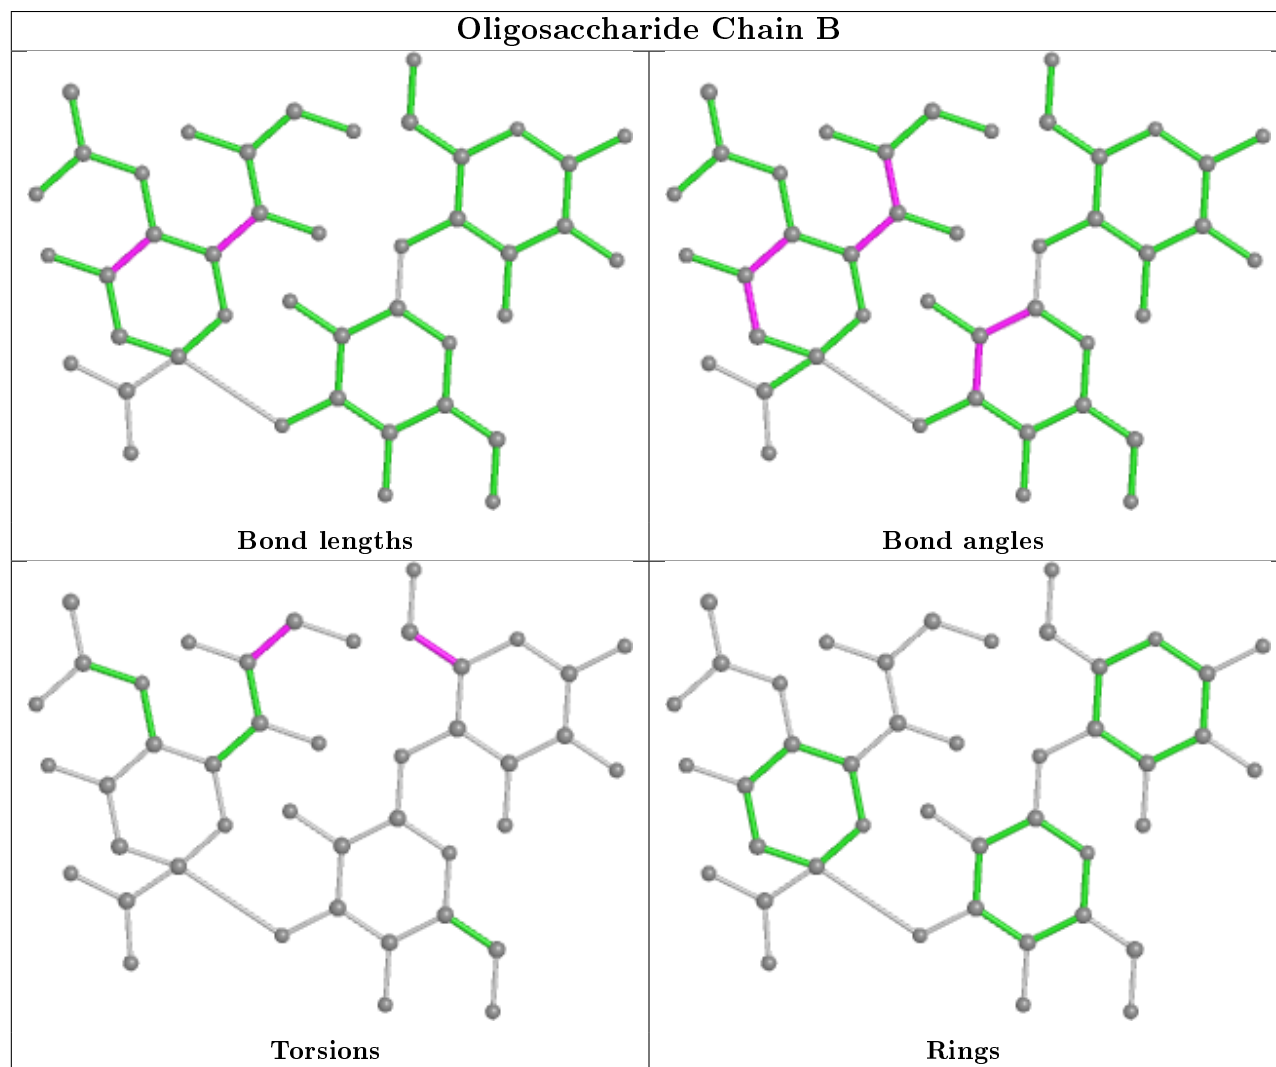 Oligosaccharide Chain B
Bond lengths
Bond angles
Torsions
Rings